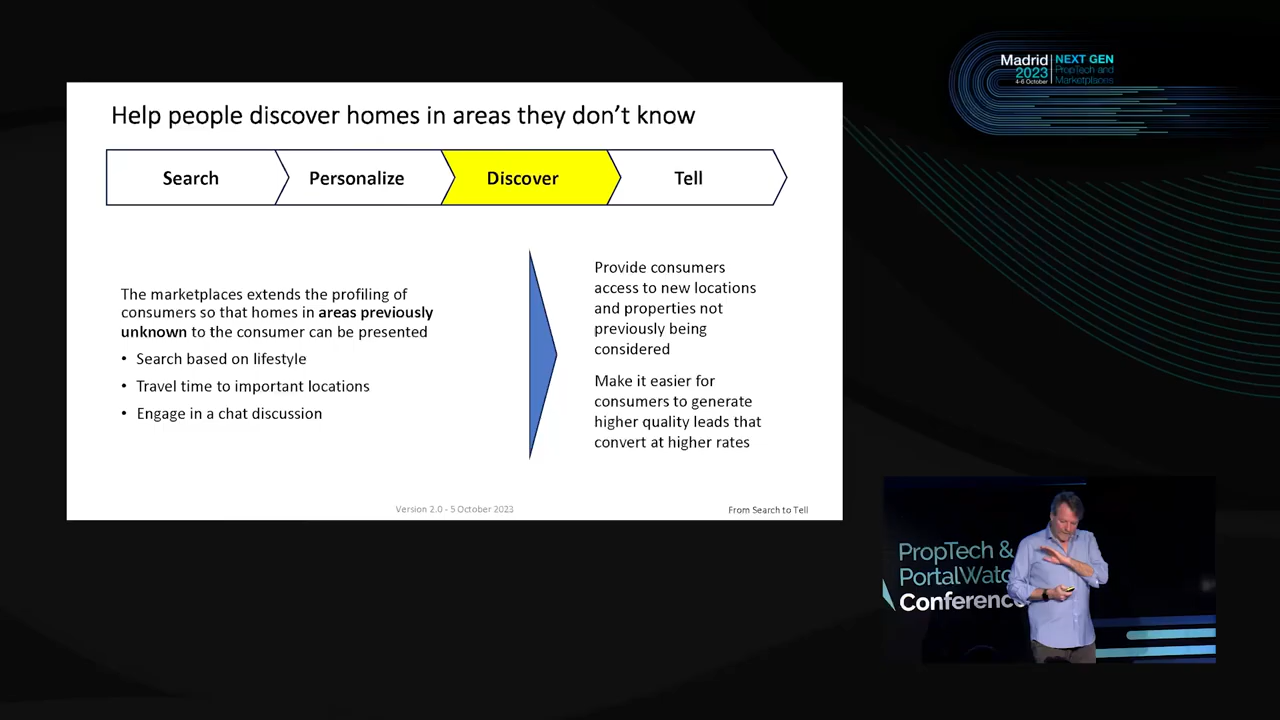 Madrid
2023
4-6 October
NEXT GEN
PropTech and
Marketplaces
Help people discover homes in areas they don't know
Search
Personalize
Discover
Tell
The marketplaces extends the profiling of
consumers so that homes in areas previously
unknown to the consumer can be presented
• Search based on lifestyle
• Travel time to important locations
• Engage in a chat discussion
Provide consumers
access to new locations
and properties not
previously being
considered
Make it easier for
consumers to generate
higher quality leads that
convert at higher rates
Version 2.0 - 5 October 2023
From Search to Tell
PropTech &
PortalWatc
Conference